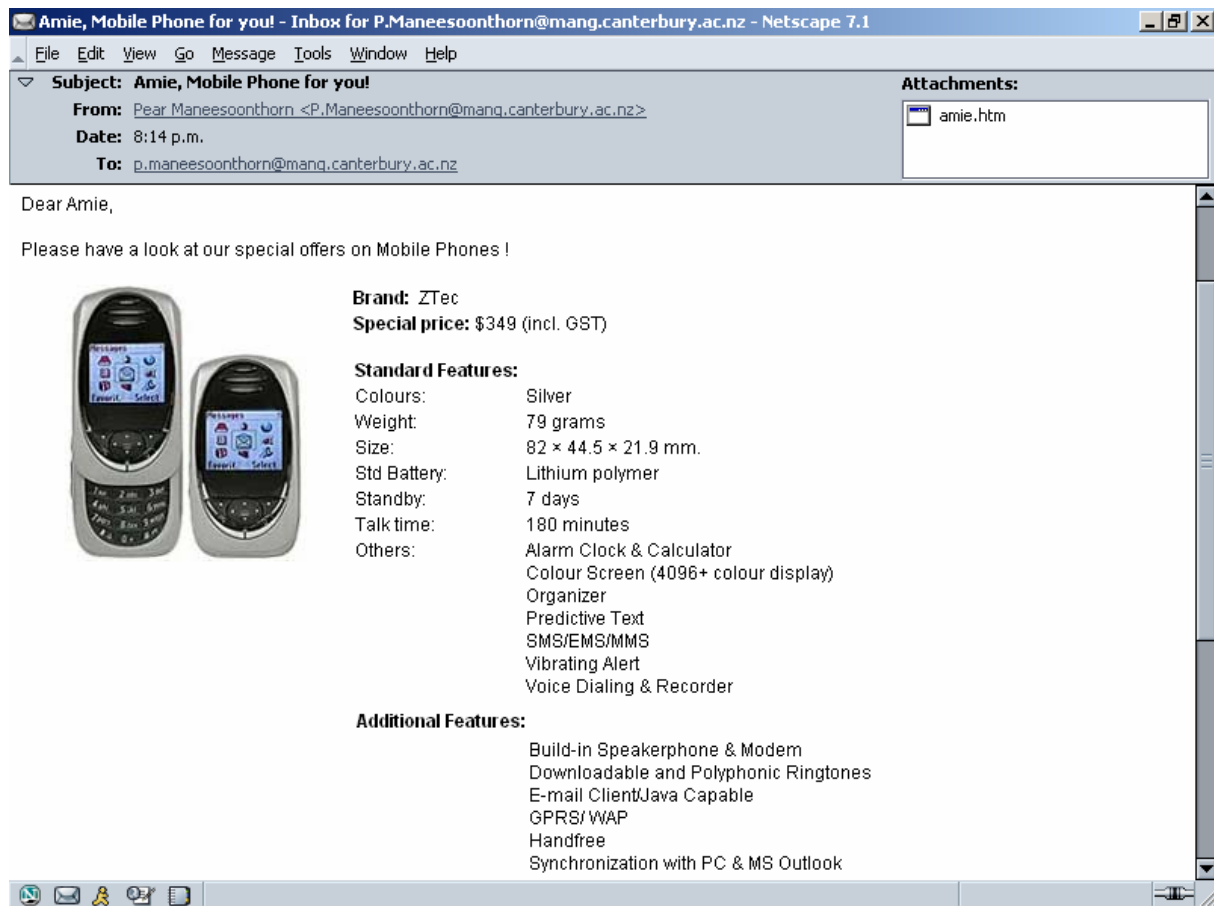 Amie, Mobile Phone for you! - Inbox for P.Maneesoonthorn@mang.canterbury.ac.nz - Netscape 7.1
File Edit View Go Message Tools Window Help
Subject: Amie, Mobile Phone for you!
From: Pear Maneesoonthorn <P.Maneesoonthorn@mang.canterbury.ac.nz>
Date: 8:14 p.m.
To: p.maneesoonthorn@mang.canterbury.ac.nz
Attachments:
amie.htm
Dear Amie,
Please have a look at our special offers on Mobile Phones !
Messages
Favorit. Select
Messages
Favorit Select
Brand: ZTec
Special price: $349 (incl. GST)
Standard Features:
Colours: Silver
Weight: 79 grams
Size: 82 × 44.5 × 21.9 mm.
Std Battery: Lithium polymer
Standby: 7 days
Talk time: 180 minutes
Others: Alarm Clock & Calculator
Colour Screen (4096+ colour display)
Organizer
Predictive Text
SMS/EMS/MMS
Vibrating Alert
Voice Dialing & Recorder
Additional Features:
Build-in Speakerphone & Modem
Downloadable and Polyphonic Ringtones
E-mail Client/Java Capable
GPRS/ WAP
Handfree
Synchronization with PC & MS Outlook